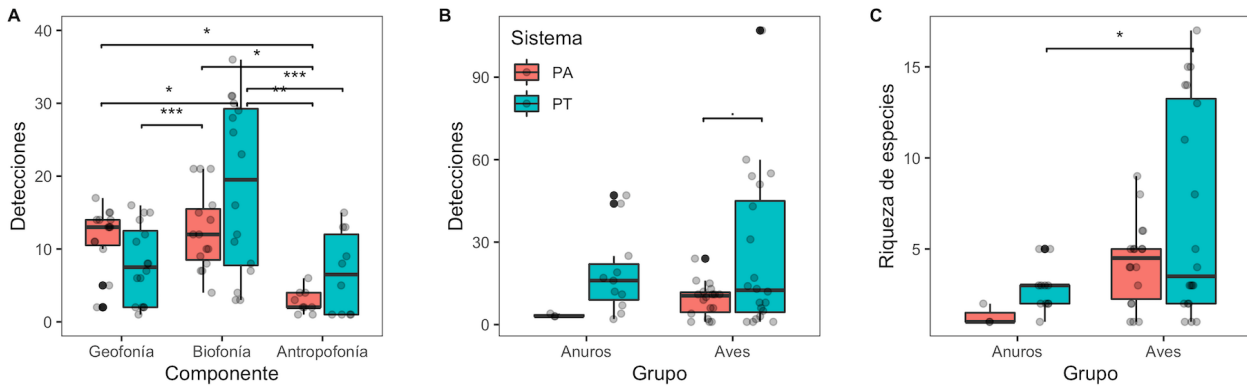 A
B
C
40
30
20
10
0
Detecciones
*
*
***
*
**
***
Geofonía Biofonía Antropofonía
Componente
90
60
30
0
Detecciones
Sistema
PA
PT
.
Anuros Aves
Grupo
15
10
5
Riqueza de especies
*
Anuros Aves
Grupo